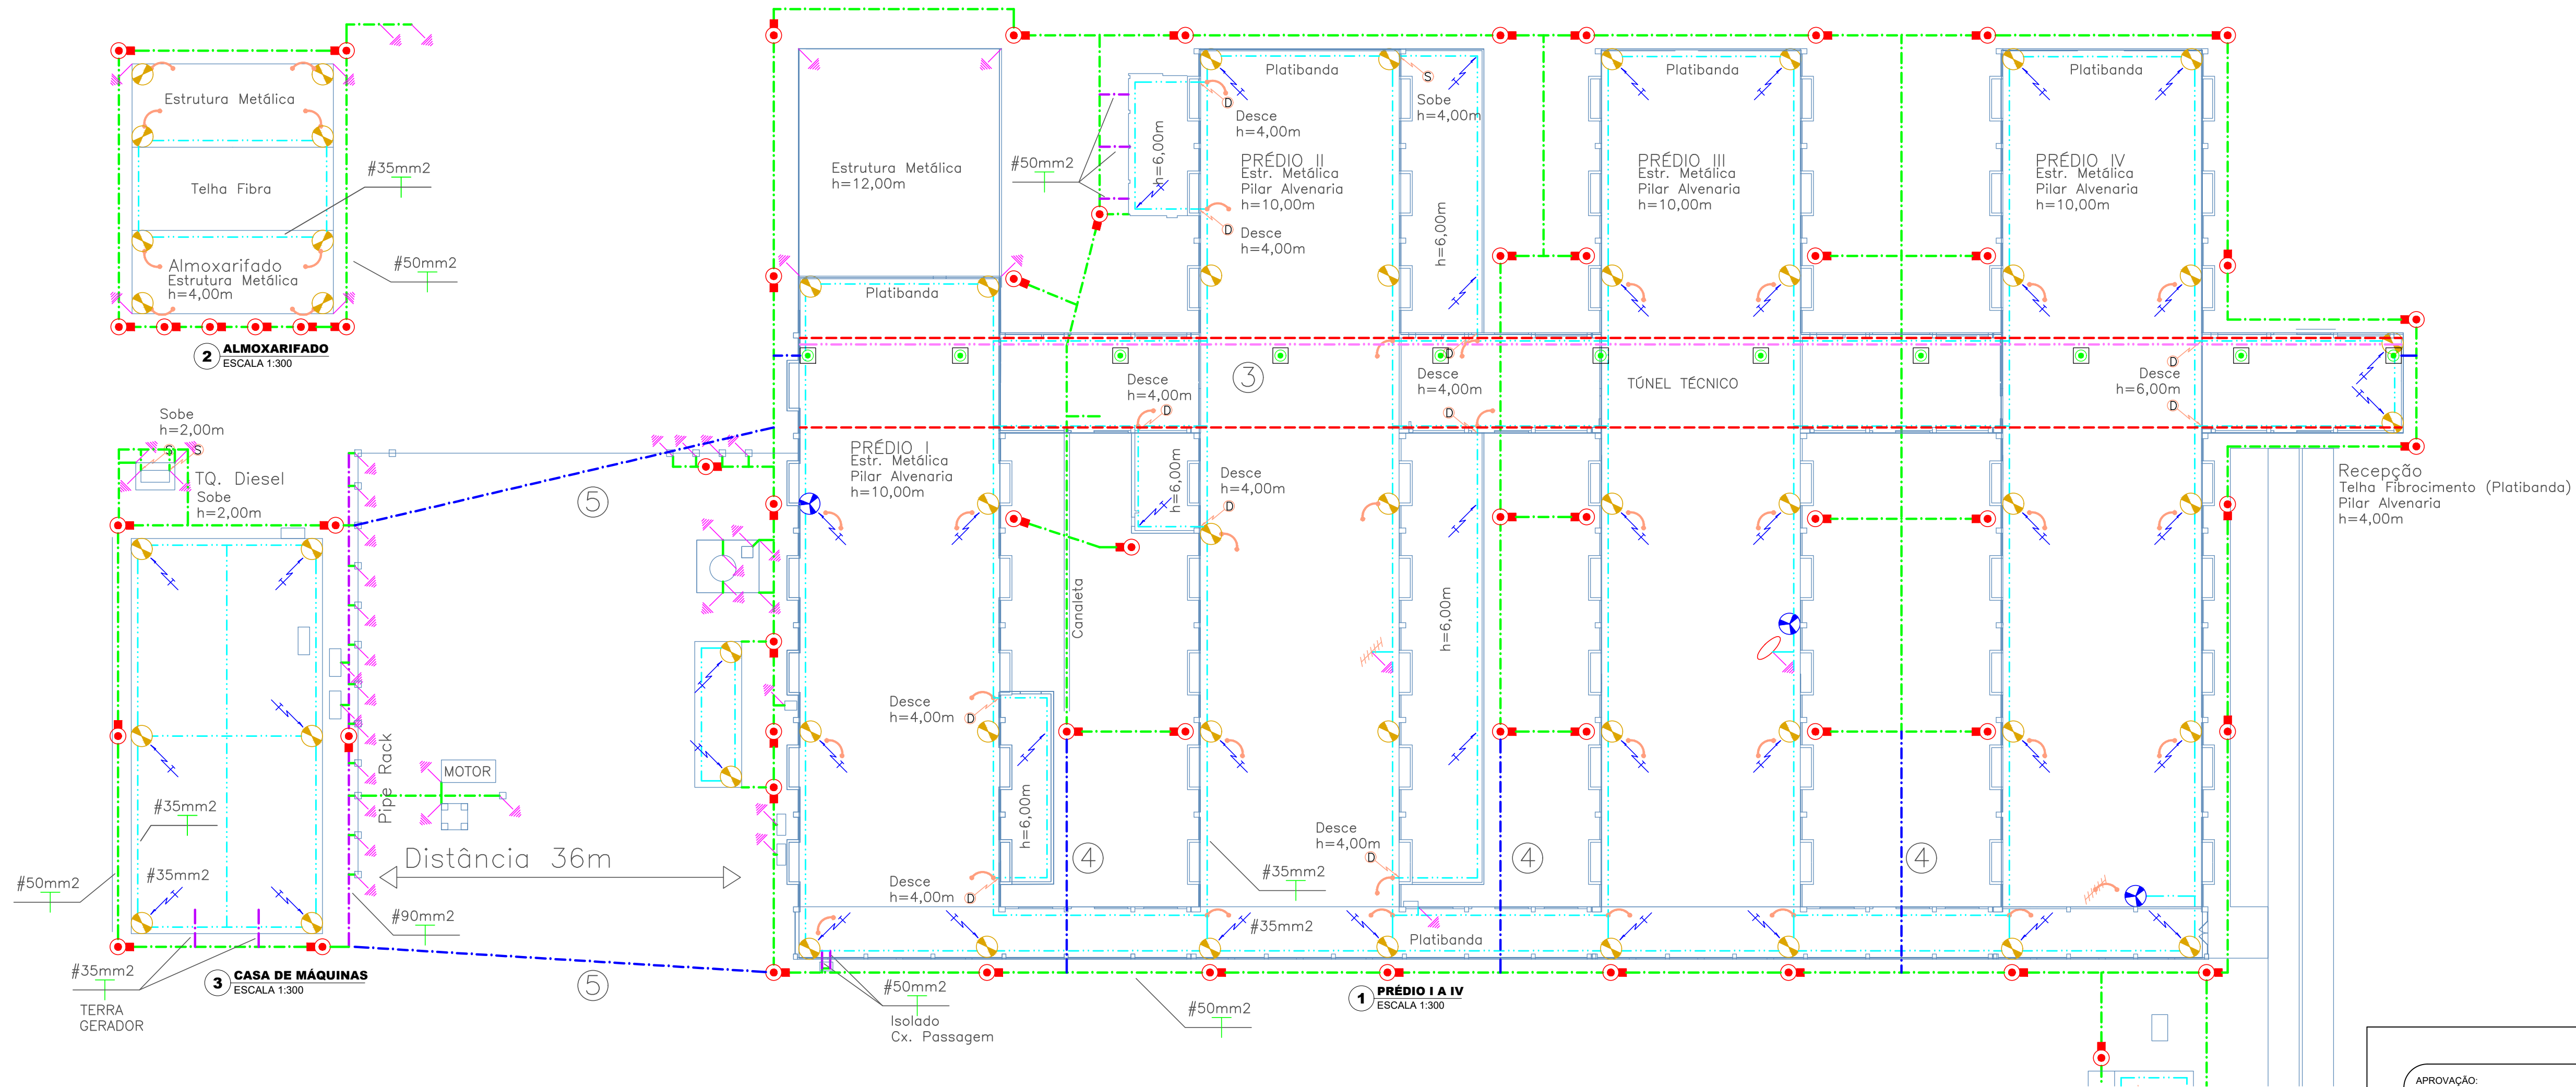 Estrutura Metálica
Telha Fibra
#35mm2
#50mm2
Almoxarifado
Estrutura Metálica
h=4,00m
2 ALMOXARIFADO
ESCALA 1:300
Sobe
h=2,00m
S
S
TQ. Diesel
Sobe
h=2,00m
MOTOR
Pipe Rack
Distância 36m
#35mm2
#35mm2
#50mm2
#90mm2
#35mm2
TERRA
GERADOR
3 CASA DE MÁQUINAS
ESCALA 1:300
5
5
Estrutura Metálica
h=12,00m
#50mm2
h=6,00m
Platibanda
D
Desce
h=4,00m
PRÉDIO II
Estr. Metálica
Pilar Alvenaria
h=10,00m
D
Desce
h=4,00m
Platibanda
S
Sobe
h=4,00m
h=6,00m
Platibanda
PRÉDIO III
Estr. Metálica
Pilar Alvenaria
h=10,00m
Platibanda
PRÉDIO IV
Estr. Metálica
Pilar Alvenaria
h=10,00m
Desce
h=4,00m
D
3
D
Desce
h=4,00m
D
TÚNEL TÉCNICO
D
Desce
h=6,00m
D
PRÉDIO I
Estr. Metálica
Pilar Alvenaria
h=10,00m
h=6,00m
Desce
h=4,00m
D
Recepção
Telha Fibrocimento (Platibanda)
Pilar Alvenaria
h=4,00m
Canaleta
h=6,00m
Desce
h=4,00m
D
h=6,00m
Desce
h=4,00m
D
4
4
4
Desce
h=4,00m
D
#35mm2
#35mm2
Platibanda
#50mm2
Isolado
Cx. Passagem
#50mm2
1 PRÉDIO I A IV
ESCALA 1:300
APROVAÇÃO: